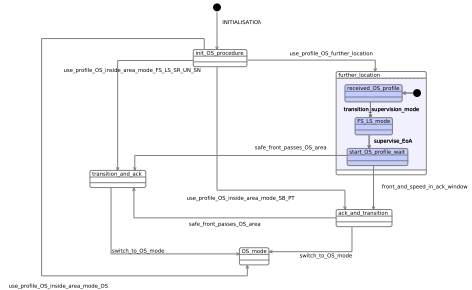 INITIALISATION
init_OS_procedure
use_profile_OS_further_location
use_profile_OS_inside_area_mode_FS_LS_SR_UN_SN
further_location
received_OS_profile
transition_supervision_mode
FS_LS_mode
supervise_EoA
safe_front_passes_OS_area
start_OS_profile_wait
transition_and_ack
front_and_speed_in_ack_window
use_profile_OS_inside_area_mode_SB_PT
ack_and_transition
safe_front_passes_OS_area
switch_to_OS_mode
OS_mode
switch_to_OS_mode
use_profile_OS_inside_area_mode_OS